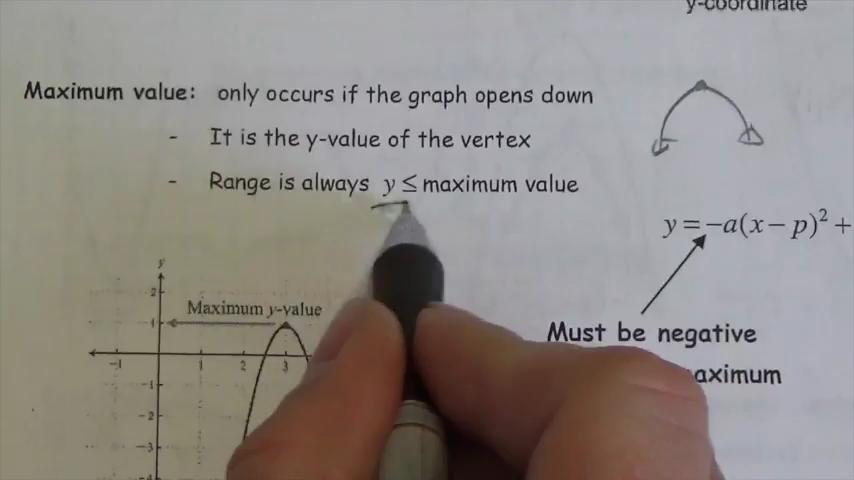 y-coordinate
Maximum value: only occurs if the graph opens down
- It is the y-value of the vertex
- Range is always y ≤ maximum value
y = -a(x - p)² +
y
2
Maximum y-value
1
-1 1 2 3
-1
-2
-3
Must be negative